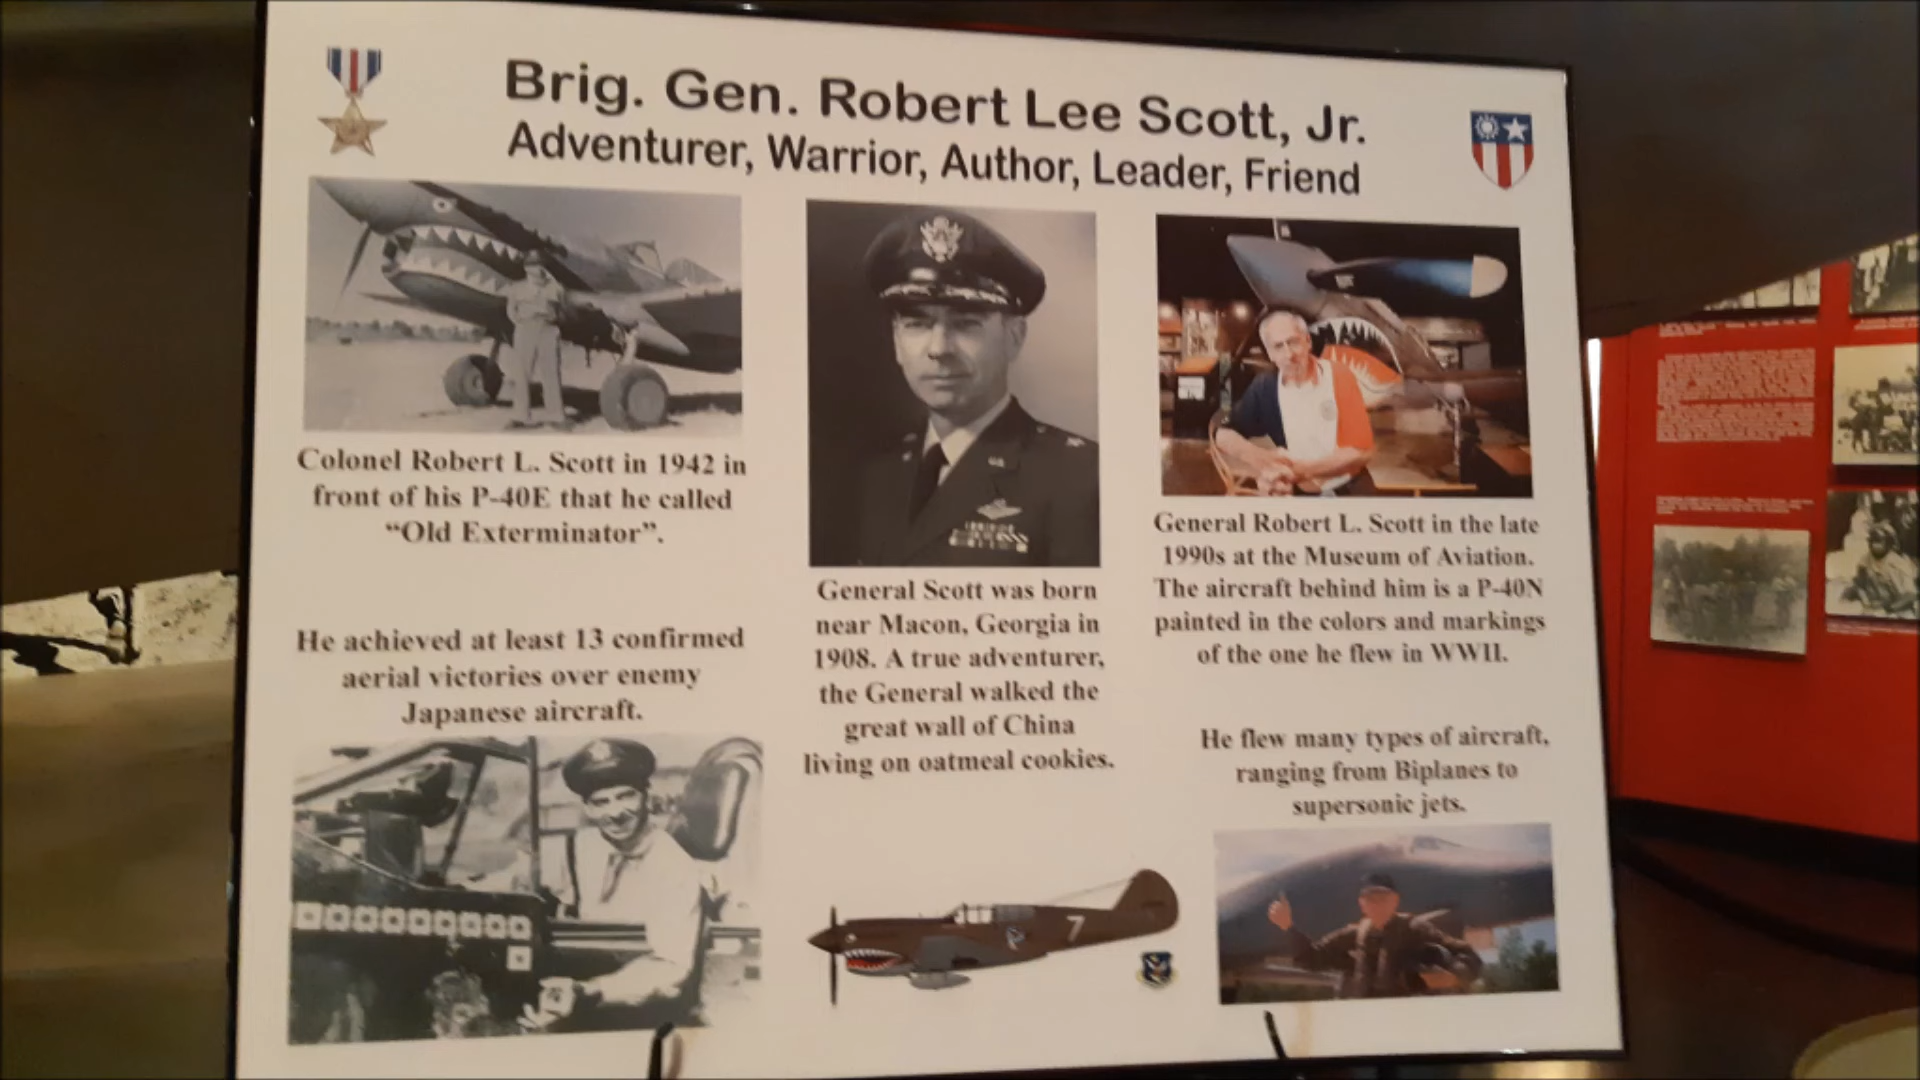 Brig. Gen. Robert Lee Scott, Jr.
Adventurer, Warrior, Author, Leader, Friend
Colonel Robert L. Scott in 1942 in
front of his P-40E that he called
“Old Exterminator”.
He achieved at least 13 confirmed
aerial victories over enemy
Japanese aircraft.
General Scott was born
near Macon, Georgia in
1908. A true adventurer,
the General walked the
great wall of China
living on oatmeal cookies.
7
General Robert L. Scott in the late
1990s at the Museum of Aviation.
The aircraft behind him is a P-40N
painted in the colors and markings
of the one he flew in WWII.
He flew many types of aircraft,
ranging from Biplanes to
supersonic jets.